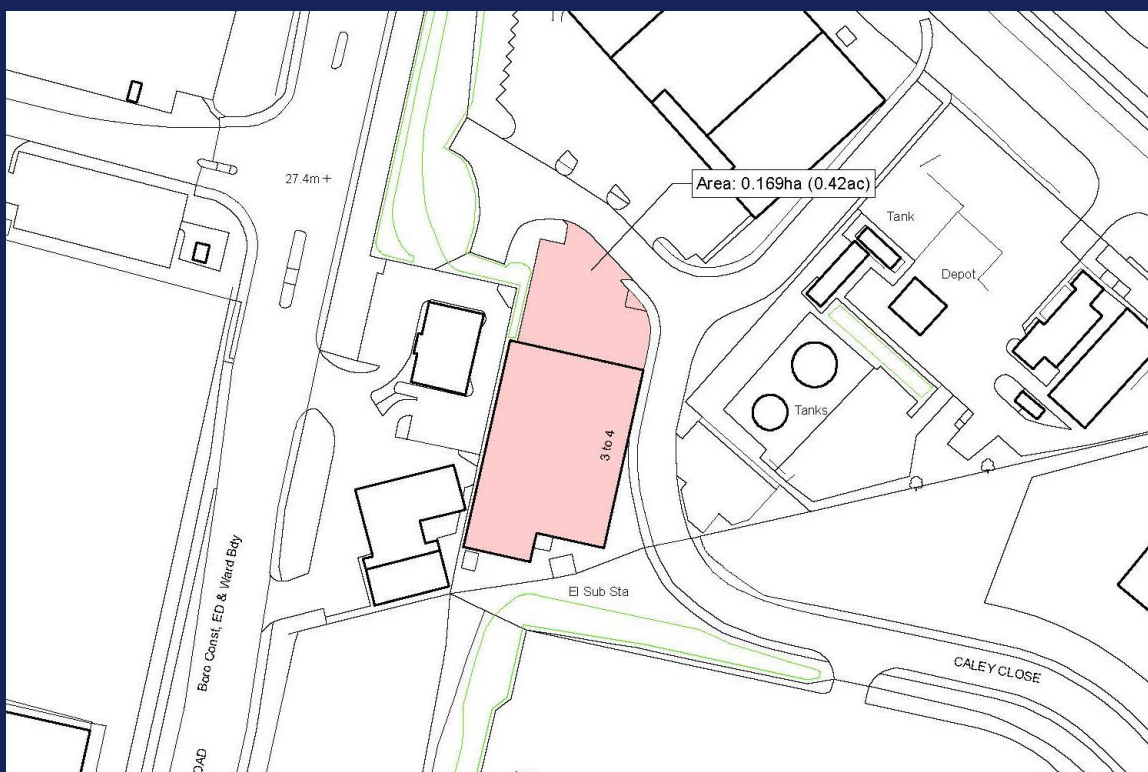 27.4m +
Area: 0.169ha (0.42ac)
Tank
Depot
Tanks
3 to 4
El Sub Sta
Boro Const, ED & Ward Bdy
CALEY CLOSE
OAD